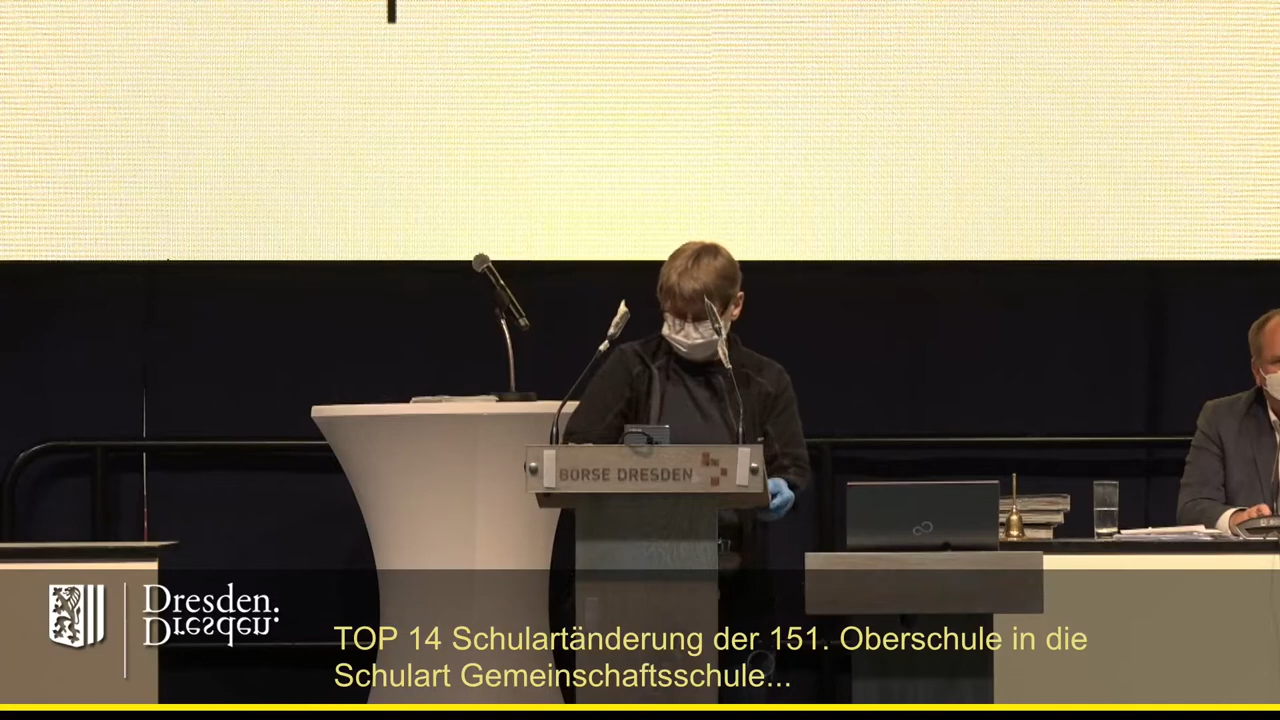 BÖRSE DRESDEN
Dresden.
Dresden.
TOP 14 Schulartänderung der 151. Oberschule in die
Schulart Gemeinschaftsschule...